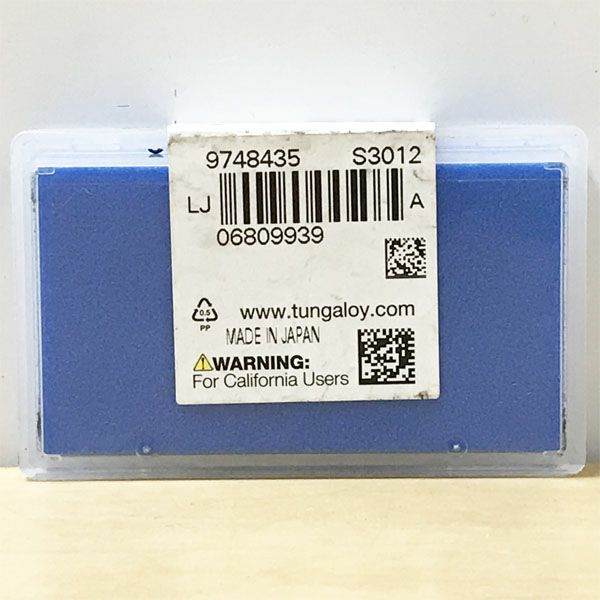 9748435 S3012
LJ A
06809939
0.5
PP
www.tungaloy.com
MADE IN JAPAN
WARNING:
For California Users